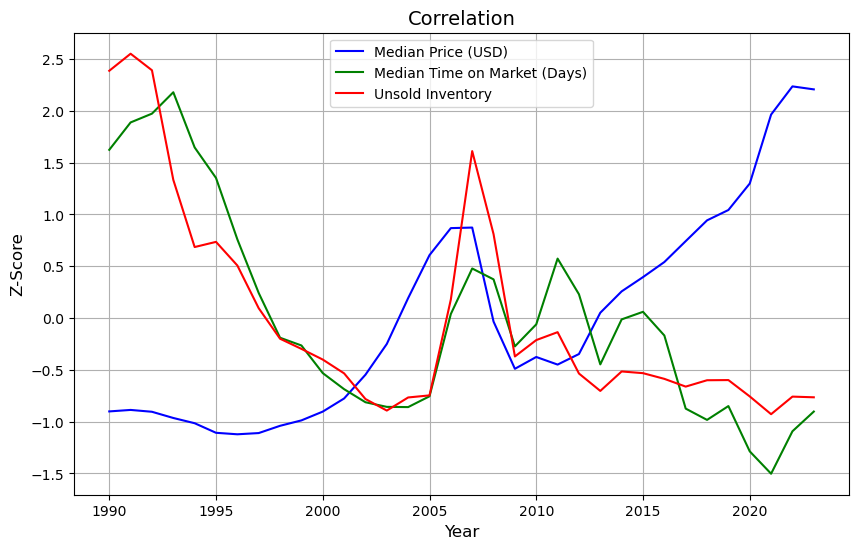 Correlation
Median Price (USD)
Median Time on Market (Days)
Unsold Inventory
Z-Score
2.5
2.0
1.5
1.0
0.5
0.0
−0.5
−1.0
−1.5
1990 1995 2000 2005 2010 2015 2020
Year